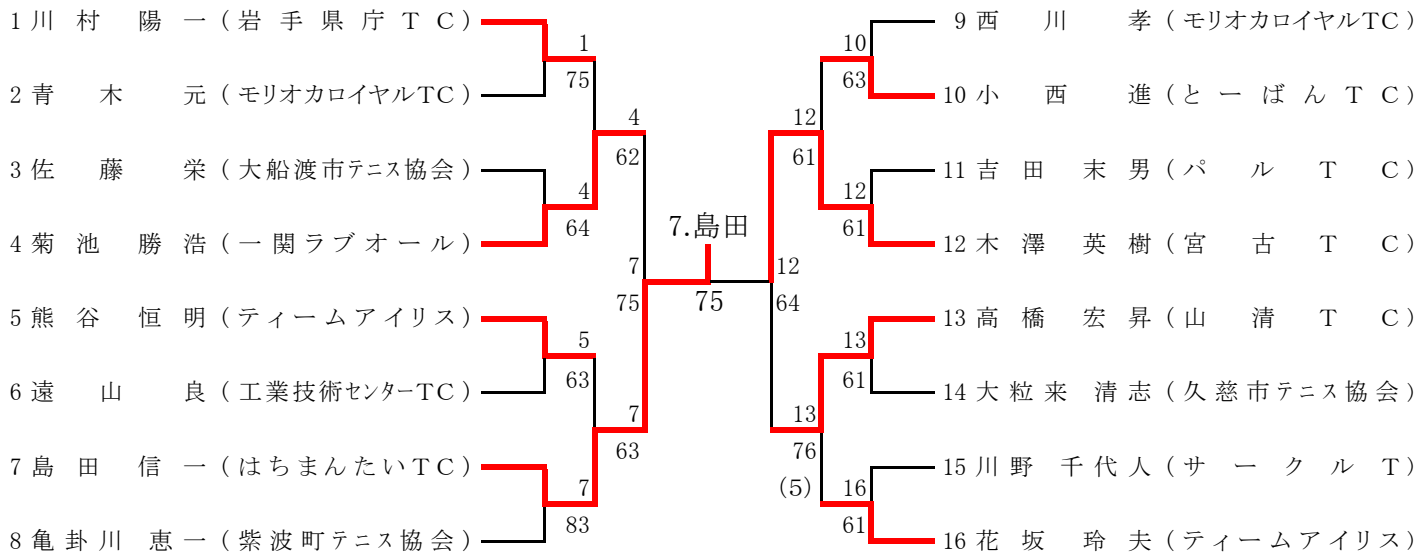 1 川村 陽一 (岩手県庁TC)
1
75
2 青木 元 (モリオカロイヤルTC)
4
62
3 佐藤 栄 (大船渡市テニス協会)
4
64
4 菊池 勝浩 (一関ラブオール)
7
75
5 熊谷 恒明 (ティームアイリス)
5
63
6 遠山 良 (工業技術センターTC)
7
63
7 島田 信一 (はちまんたいTC)
7
83
8 亀卦川 恵一 (紫波町テニス協会)
7.島田
75
9 西川 孝 (モリオカロイヤルTC)
10
63
10 小西 進 (とーばんTC)
12
61
11 吉田 末男 (パルTC)
12
61
12 木澤 英樹 (宮古TC)
12
64
13 高橋 宏昇 (山清TC)
13
61
14 大粒来 清志 (久慈市テニス協会)
13
76
(5)
15 川野 千代人 (サークルT)
16
61
16 花坂 玲夫 (ティームアイリス)